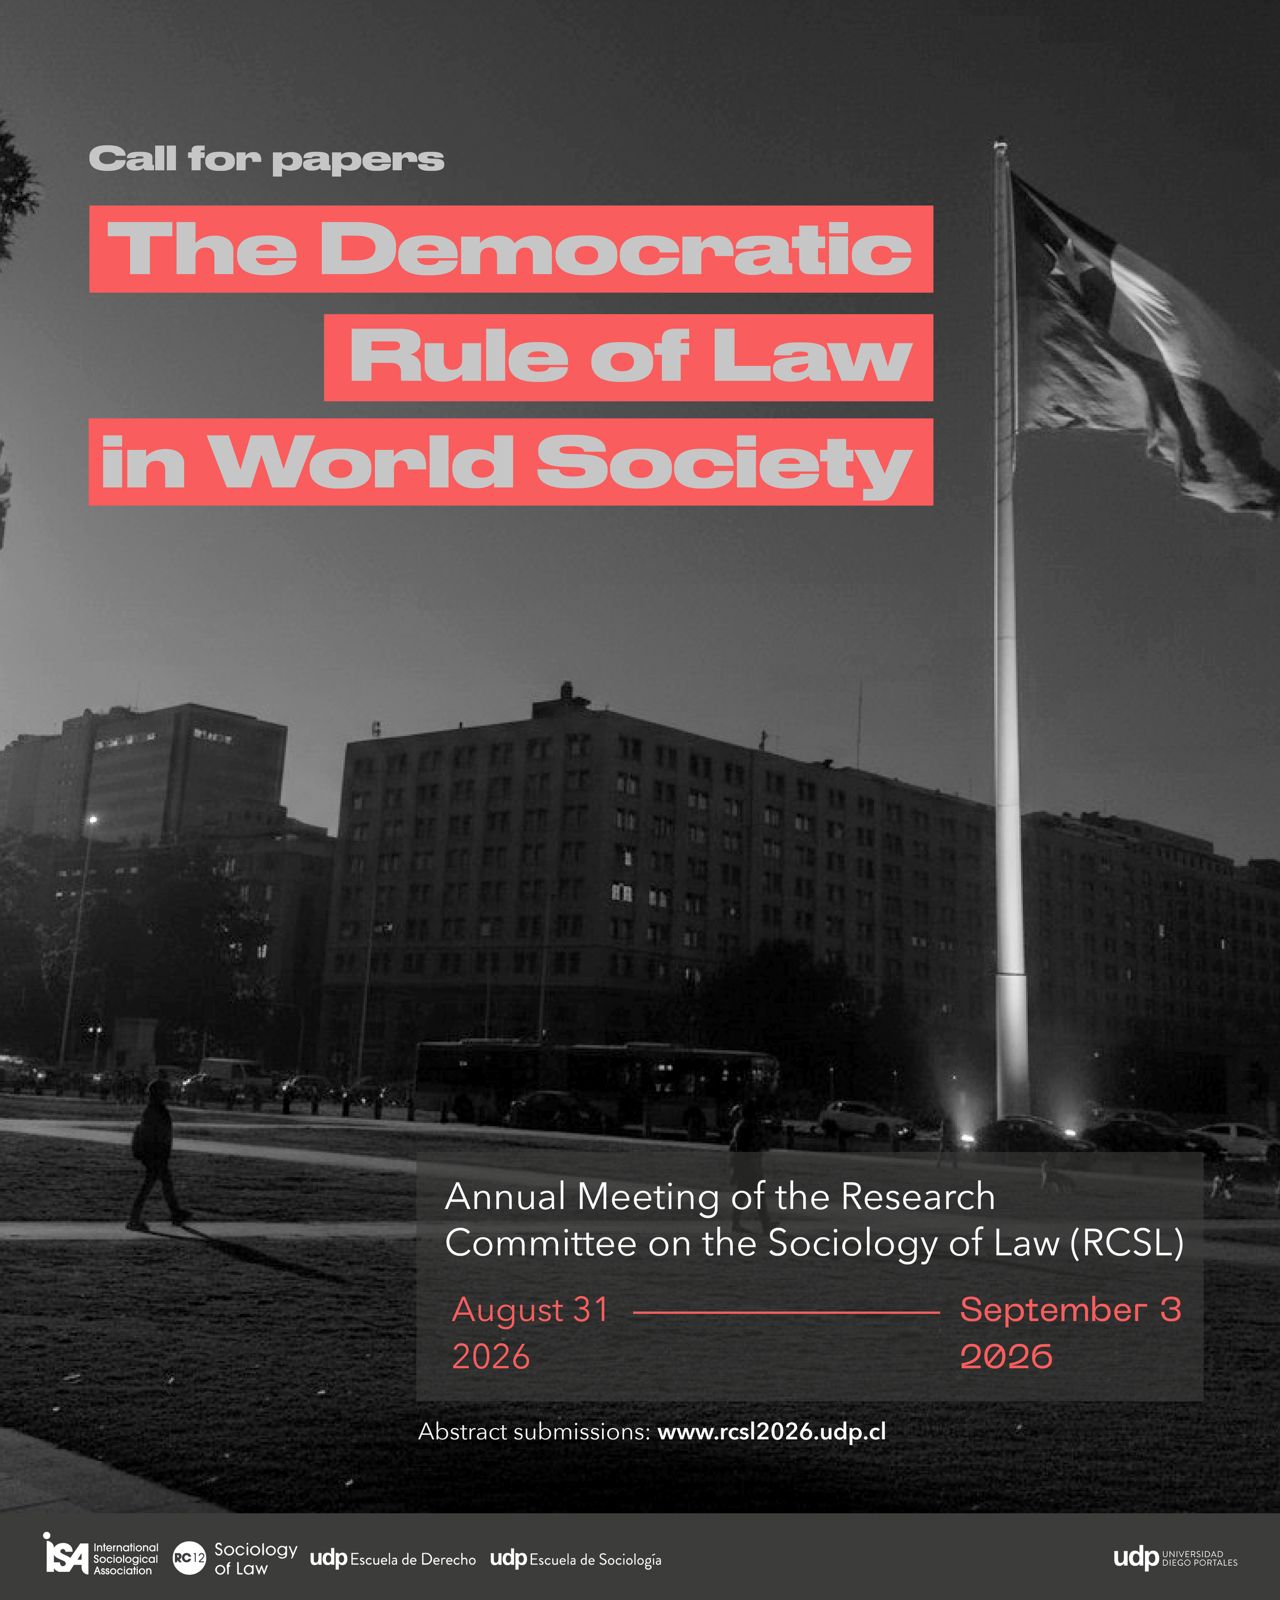 Call for papers
The Democratic
Rule of Law
in World Society
Annual Meeting of the Research
Committee on the Sociology of Law (RCSL)
August 31
2026
September 3
2026
Abstract submissions: www.rcsl2026.udp.cl
isa International
Sociological
Association
RC12 Sociology
of Law
udp Escuela de Derecho
udp Escuela de Sociología
udp UNIVERSIDAD
DIEGO PORTALES